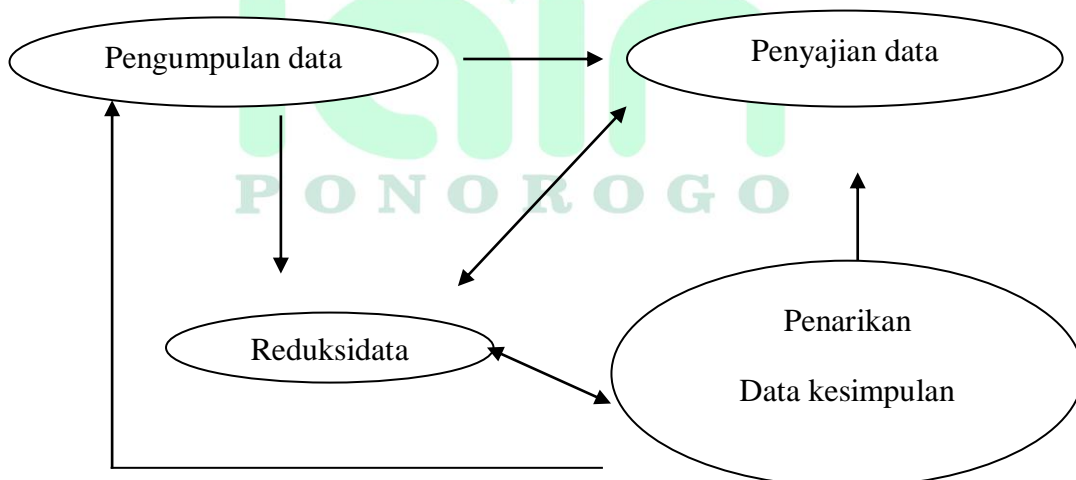 Pengumpulan data
Penyajian data
PONOROGO
Reduksidata
Penarikan
Data kesimpulan